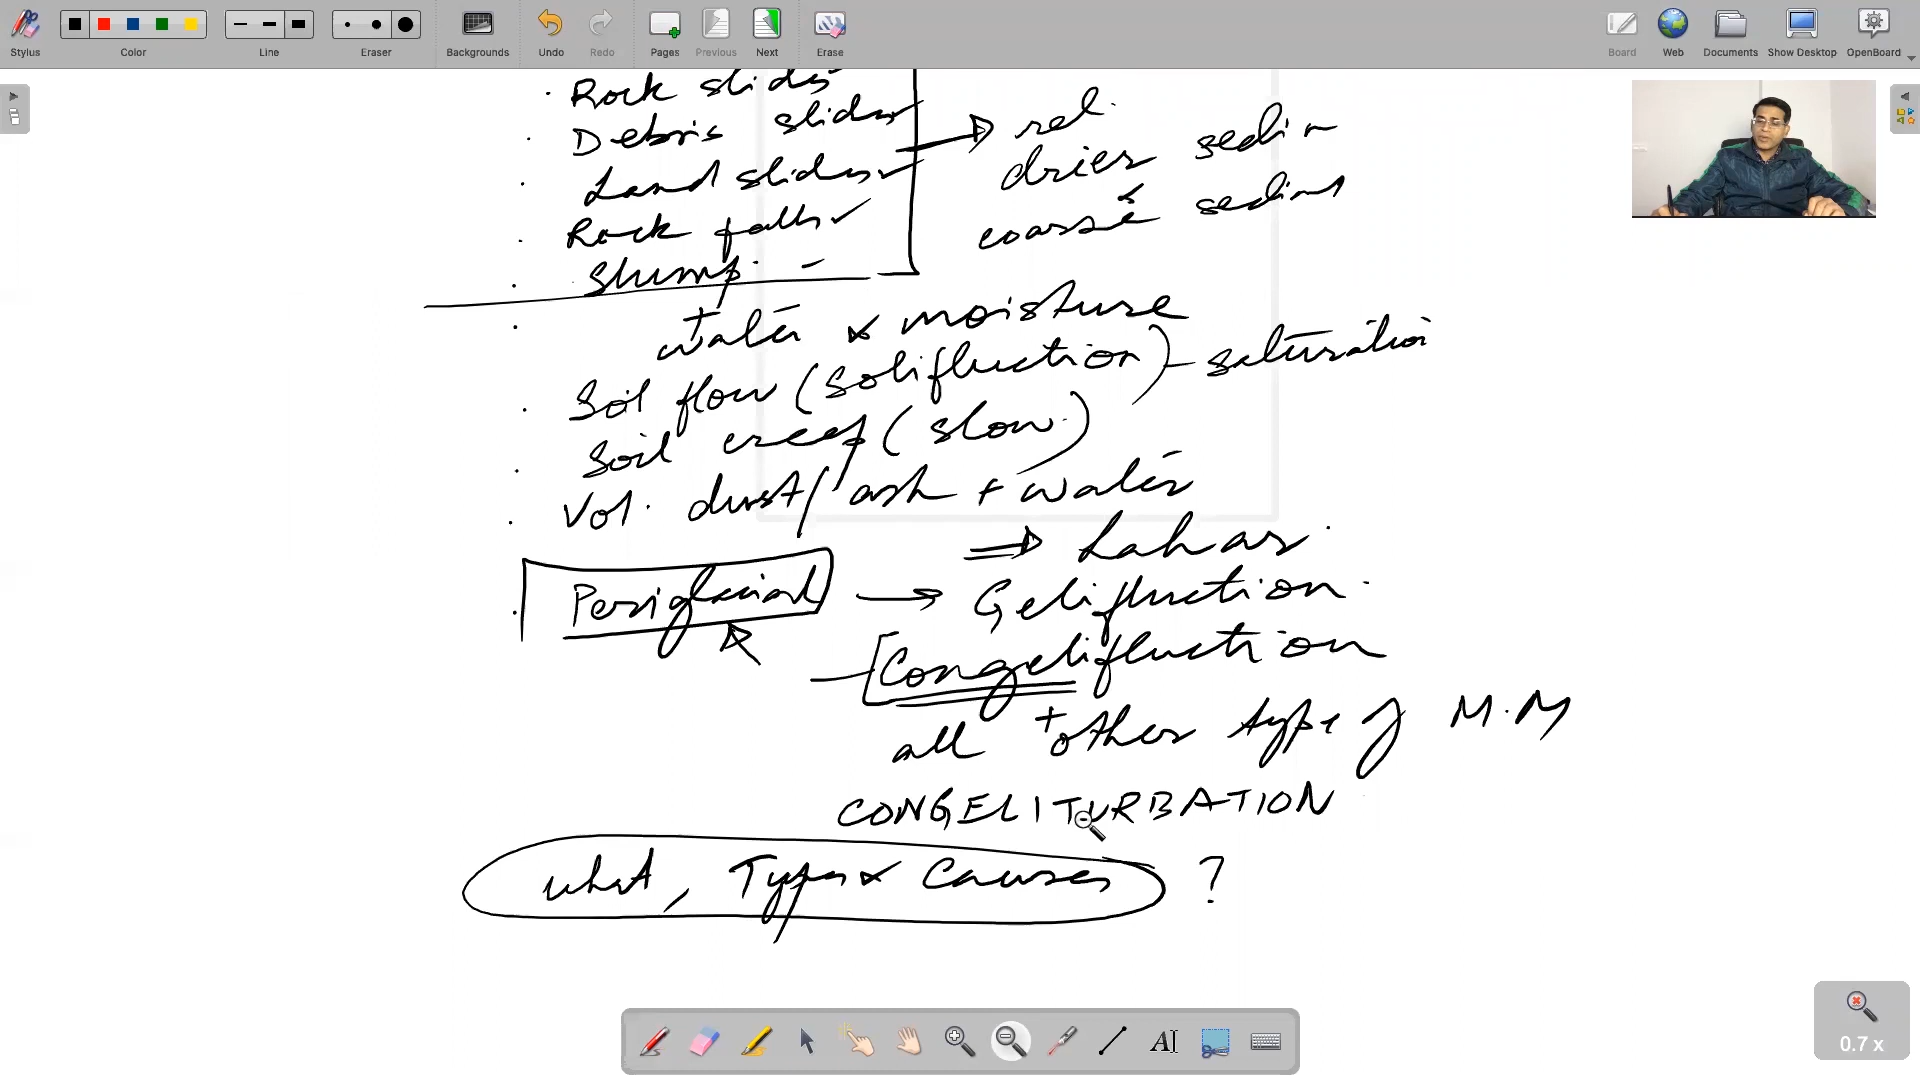 Stylus Color Line Eraser Backgrounds Undo Redo Pages Previous Next Erase Board Web Documents Show Desktop OpenBoard
Rock slides
Debris slides
Land slides
Rock falls
Slump
→ rel.
drier sedim
coarse sediment
+
water & moisture
Soil flow (Solifluction) - saturation
Soil creep (slow)
Vol. dust/ash + water
⇒ Lahar
Periglacial → Gelifluction
- [Congelifluction
+
all other type of M.M
CONGELITURBATION
what, Types & Causes ?
0.7 x